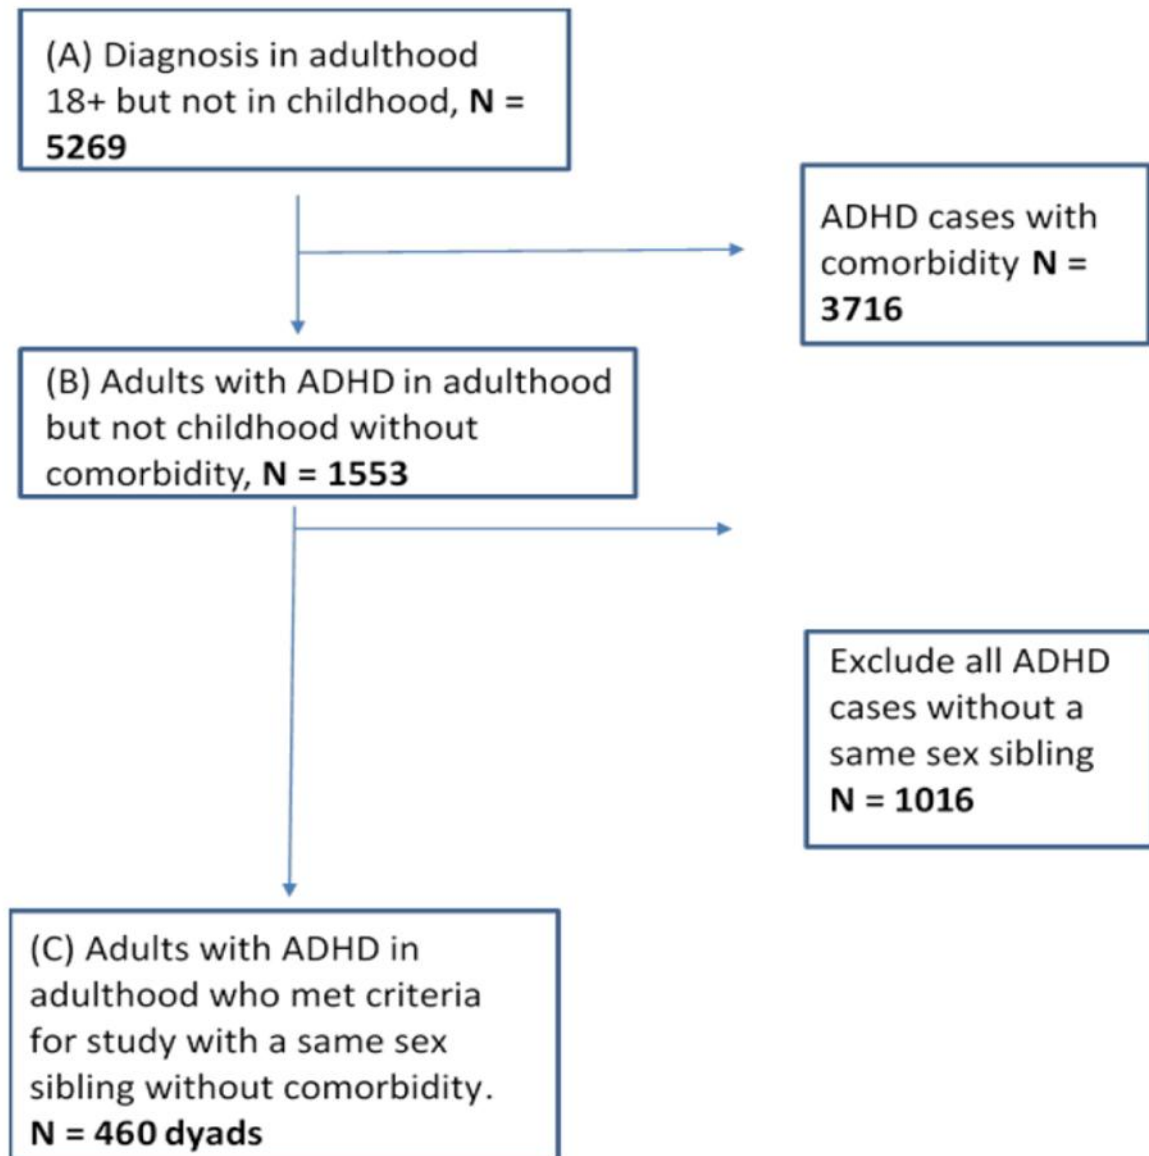 (A) Diagnosis in adulthood
18+ but not in childhood, N =
5269
ADHD cases with
comorbidity N =
3716
(B) Adults with ADHD in adulthood
but not childhood without
comorbidity, N = 1553
Exclude all ADHD
cases without a
same sex sibling
N = 1016
(C) Adults with ADHD in
adulthood who met criteria
for study with a same sex
sibling without comorbidity.
N = 460 dyads